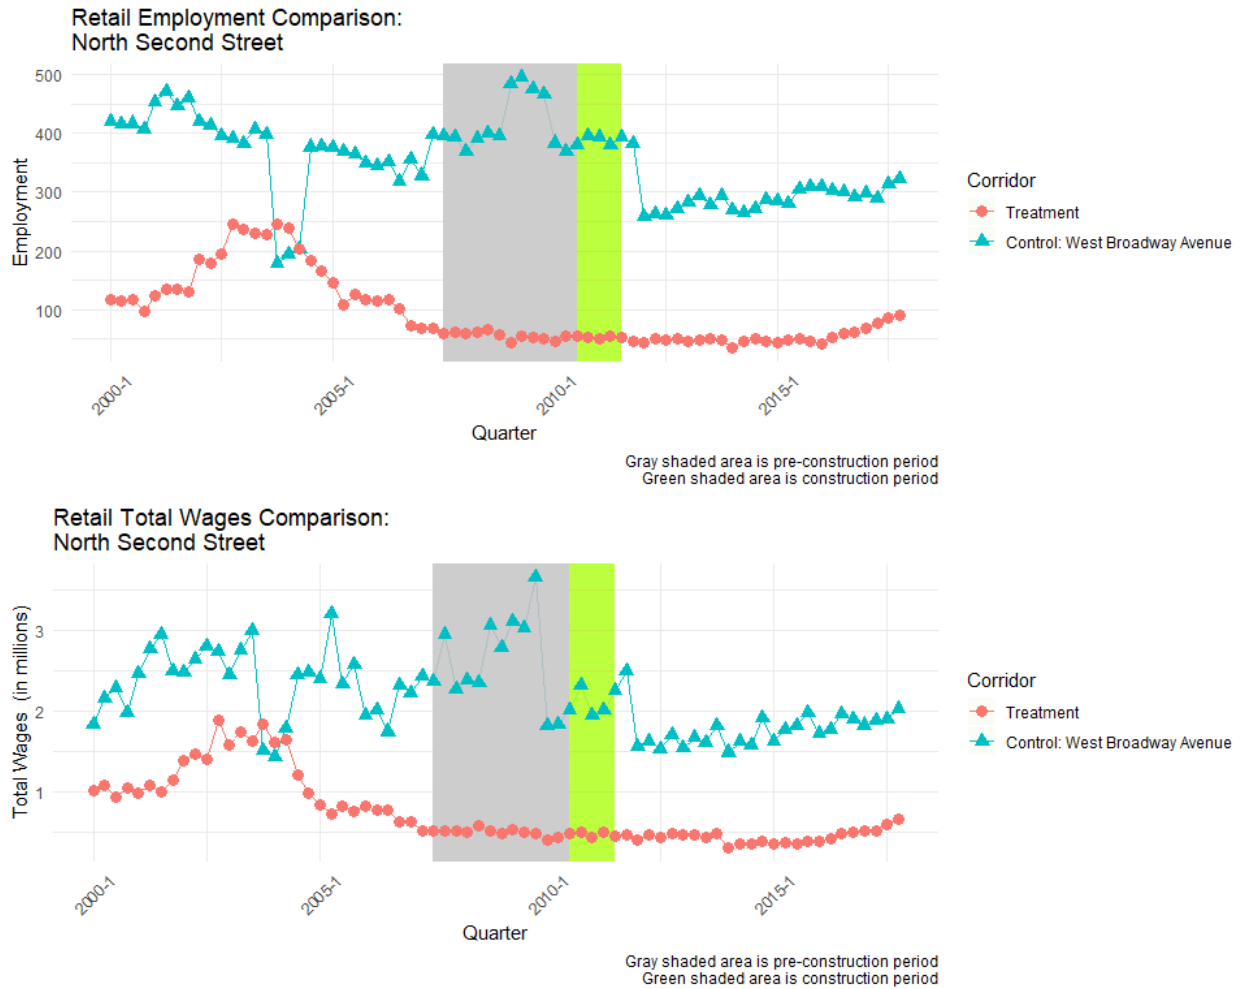 Retail Employment Comparison:
North Second Street
500
400
300
200
100
Employment
2000-1
2005-1
2010-1
2015-1
Quarter
Corridor
Treatment
Control: West Broadway Avenue
Gray shaded area is pre-construction period
Green shaded area is construction period
Retail Total Wages Comparison:
North Second Street
3
2
1
Total Wages (in millions)
2000-1
2005-1
2010-1
2015-1
Quarter
Corridor
Treatment
Control: West Broadway Avenue
Gray shaded area is pre-construction period
Green shaded area is construction period